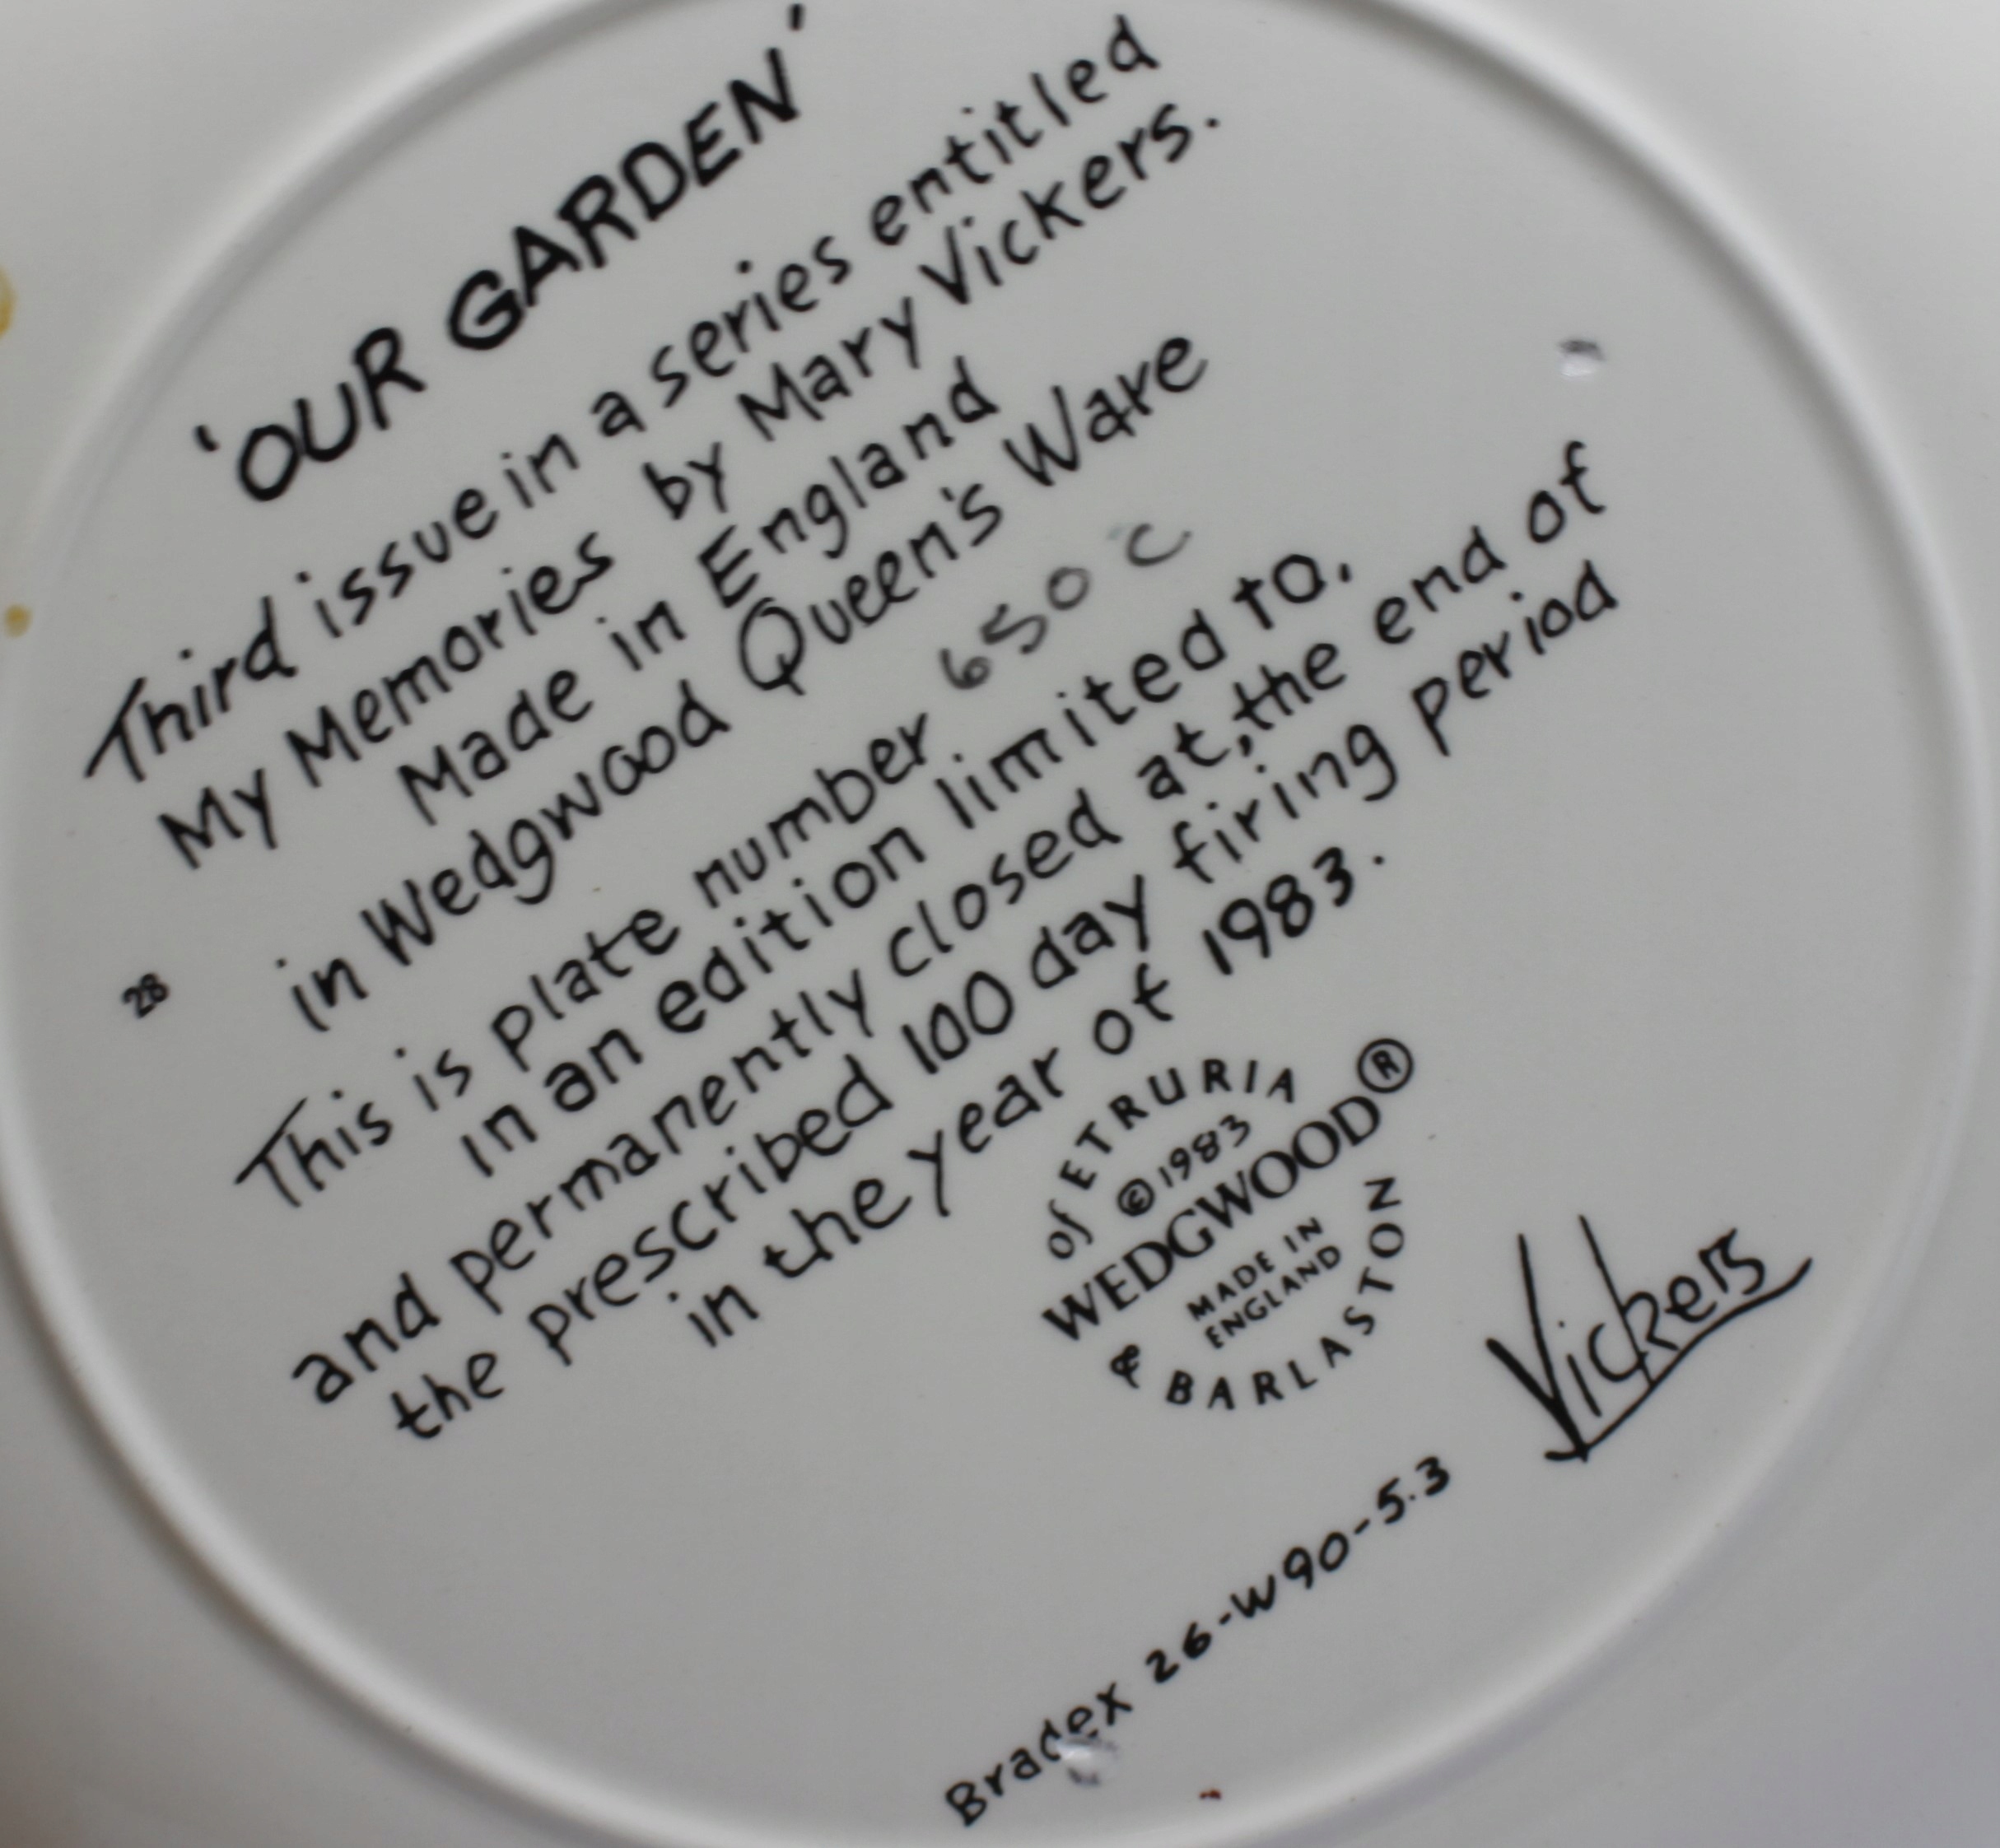 'OUR GARDEN'
Third issue in a series entitled
My Memories by Mary Vickers.
Made in England
in Wedgwood Queen's Ware
This is plate number 650 C
in an edition limited to,
and permanently closed at, the end of
the prescribed 100 day firing period
in the year of 1983.
28
of ETRURIA
© 1983
WEDGWOOD®
MADE IN
ENGLAND
& BARLASTON
Vickers
Bradex 26-W90-5.3